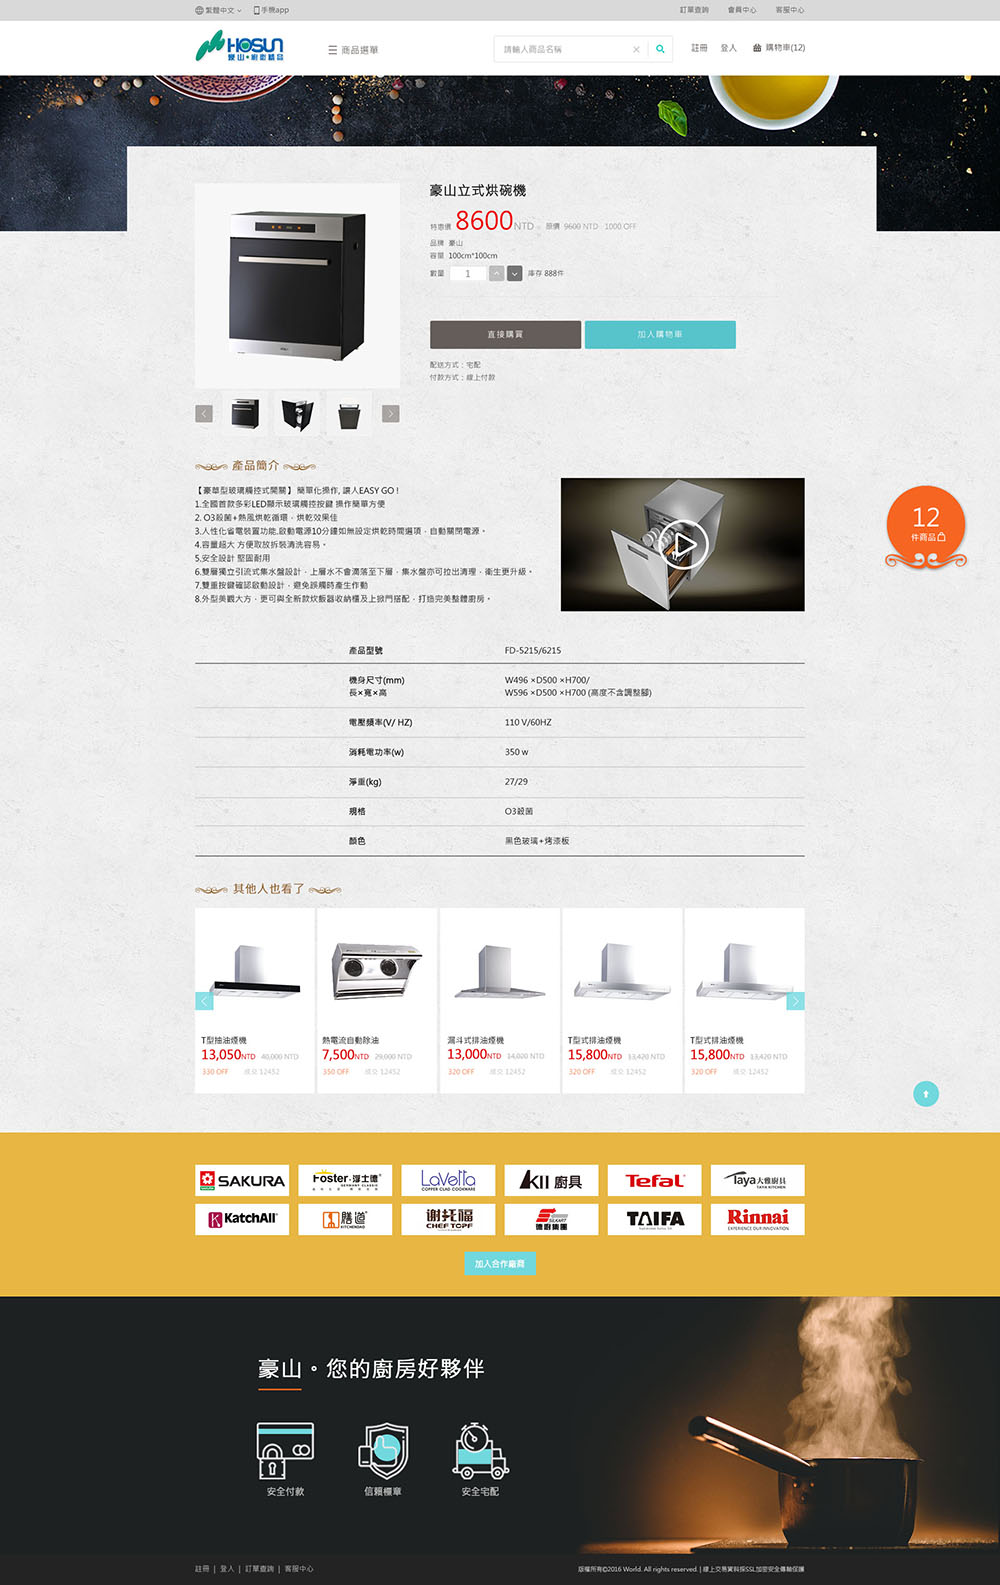 繁體中文
手機app
訂單查詢
會員中心
客服中心
HOSUN
豪山•廚衛精品
商品選單
請輸入商品名稱
註冊
登入
購物車(12)
豪山立式烘碗機
特惠價 8600NTD 原價 9600 NTD 1000 OFF
品牌 豪山
容量 100cm*100cm
數量 1 庫存 888件
直接購買
加入購物車
配送方式：宅配
付款方式：線上付款
產品簡介
【豪華型玻璃觸控式開關】 簡單化操作, 讓人EASY GO !
1.全國首款多彩LED顯示玻璃觸控按鍵 操作簡單方便
2. O3殺菌+熱風烘乾循環，烘乾效果佳
3.人性化省電裝置功能,啟動電源10分鐘如無設定烘乾時間選項，自動關閉電源。
4.容量超大 方便取放拆裝清洗容易。
5.安全設計 堅固耐用
6.雙層獨立引流式集水盤設計，上層水不會滴落至下層，集水盤亦可拉出清理，衛生更升級。
7.雙重按鍵確認啟動設計，避免誤觸時產生作動
8.外型美觀大方，更可與全新款炊飯器收納櫃及上掀門搭配，打造完美整體廚房。
12
件商品
產品型號 FD-5215/6215
機身尺寸(mm) W496 ×D500 ×H700/
長×寬×高 W596 ×D500 ×H700 (高度不含調整腳)
電壓頻率(V/ HZ) 110 V/60HZ
消耗電功率(w) 350 w
淨重(kg) 27/29
規格 O3殺菌
顏色 黑色玻璃+烤漆板
其他人也看了
T型抽油煙機
13,050NTD 40,000 NTD
330 OFF 成交 12452
熱電流自動除油
7,500NTD 29,000 NTD
350 OFF 成交 12452
漏斗式排油煙機
13,000NTD 14,020 NTD
320 OFF 成交 12452
T型式排油煙機
15,800NTD 13,420 NTD
320 OFF 成交 12452
T型式排油煙機
15,800NTD 13,420 NTD
320 OFF 成交 12452
SAKURA
Foster 浮士德
GERMANY CLASSIC
LaVetta
COPPER CLAD COOKWARE
KII 廚具
Tefal
Taya 大雅廚具
TAYA KITCHEN
KatchAll
膳道
KITCHENDAO
謝托福
CHEF TOPF
SILKART
德廚集團
TAIFA
Rinnai
EXPERIENCE OUR INNOVATION
加入合作廠商
豪山。您的廚房好夥伴
安全付款
信賴標章
安全宅配
註冊 | 登入 | 訂單查詢 | 客服中心
版權所有©2016 World. All rights reserved. | 線上交易資料採SSL加密安全傳輸保護